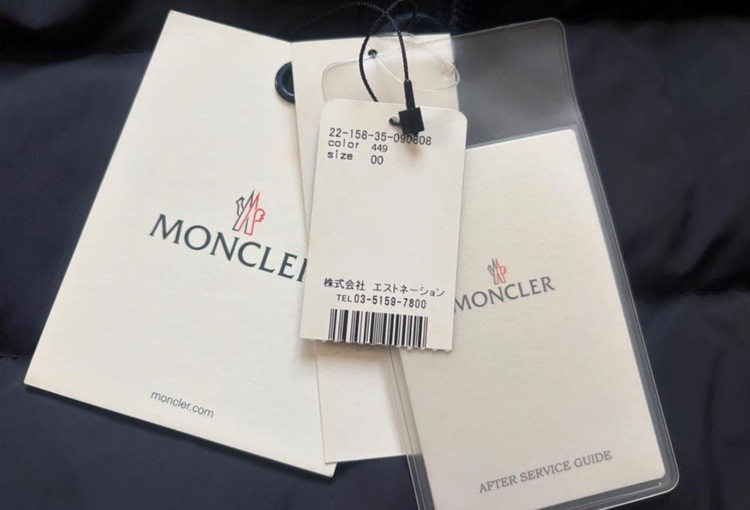 MONCLER
moncler.com
22-158-35-090808
color 449
size 00
株式会社 エストネーション
TEL 03-5159-7800
MONCLER
AFTER SERVICE GUIDE